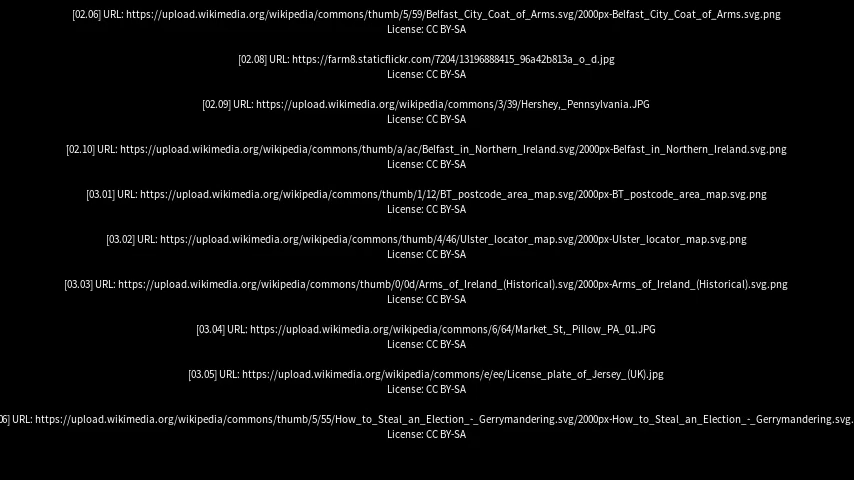 [02.06] URL: https://upload.wikimedia.org/wikipedia/commons/thumb/5/59/Belfast_City_Coat_of_Arms.svg/2000px-Belfast_City_Coat_of_Arms.svg.png
License: CC BY-SA
[02.08] URL: https://farm8.staticflickr.com/7204/13196888415_96a42b813a_o_d.jpg
License: CC BY-SA
[02.09] URL: https://upload.wikimedia.org/wikipedia/commons/3/39/Hershey,_Pennsylvania.JPG
License: CC BY-SA
[02.10] URL: https://upload.wikimedia.org/wikipedia/commons/thumb/a/ac/Belfast_in_Northern_Ireland.svg/2000px-Belfast_in_Northern_Ireland.svg.png
License: CC BY-SA
[03.01] URL: https://upload.wikimedia.org/wikipedia/commons/thumb/1/12/BT_postcode_area_map.svg/2000px-BT_postcode_area_map.svg.png
License: CC BY-SA
[03.02] URL: https://upload.wikimedia.org/wikipedia/commons/thumb/4/46/Ulster_locator_map.svg/2000px-Ulster_locator_map.svg.png
License: CC BY-SA
[03.03] URL: https://upload.wikimedia.org/wikipedia/commons/thumb/0/0d/Arms_of_Ireland_(Historical).svg/2000px-Arms_of_Ireland_(Historical).svg.png
License: CC BY-SA
[03.04] URL: https://upload.wikimedia.org/wikipedia/commons/6/64/Market_St,_Pillow_PA_01.JPG
License: CC BY-SA
[03.05] URL: https://upload.wikimedia.org/wikipedia/commons/e/ee/License_plate_of_Jersey_(UK).jpg
License: CC BY-SA
06] URL: https://upload.wikimedia.org/wikipedia/commons/thumb/5/55/How_to_Steal_an_Election_-_Gerrymandering.svg/2000px-How_to_Steal_an_Election_-_Gerrymandering.svg.
License: CC BY-SA